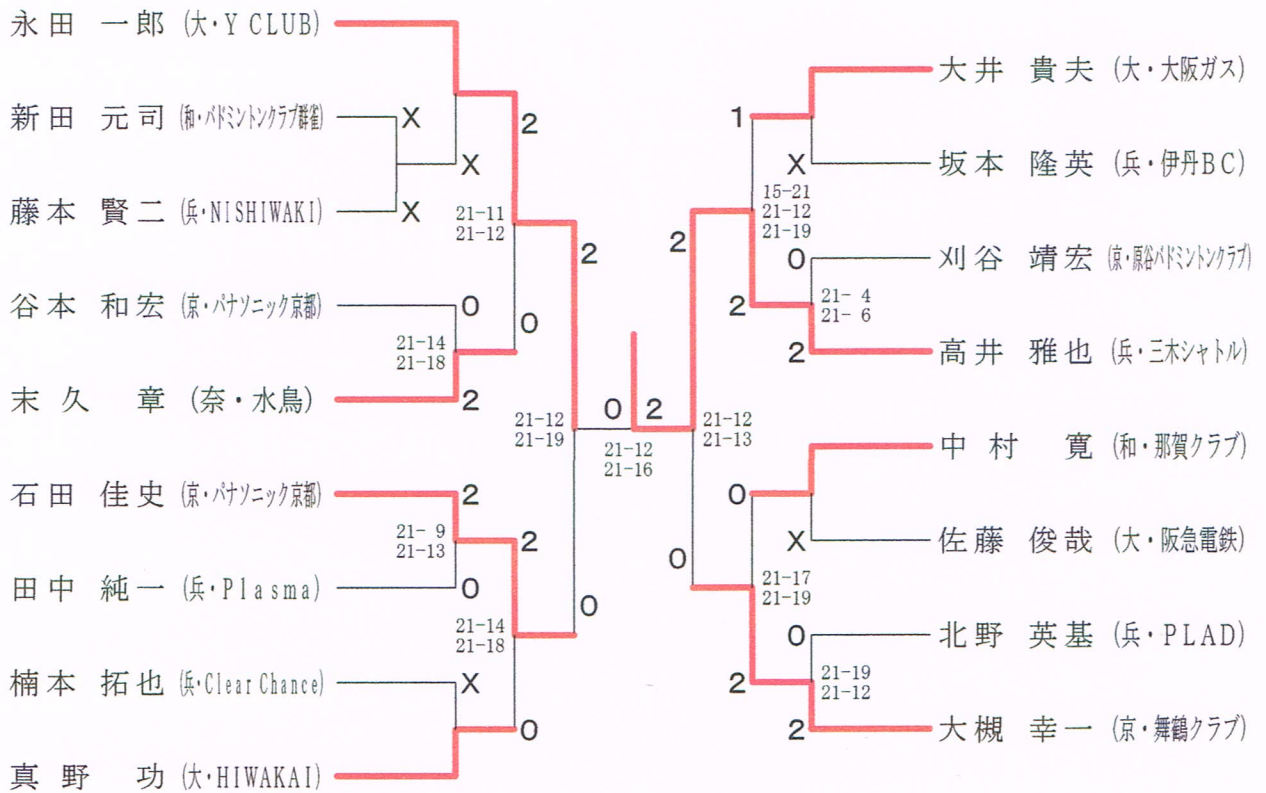 永田 一郎 (大・Y CLUB)
新田 元司 (和・バドミントンクラブ群雀)
藤本 賢二 (兵・NISHIWAKI)
谷本 和宏 (京・パナソニック京都)
末久 章 (奈・水鳥)
石田 佳史 (京・パナソニック京都)
田中 純一 (兵・Plasma)
楠本 拓也 (兵・Clear Chance)
真野 功 (大・HIWAKAI)
X
X
X
2
21-11
21-12
0
21-14
21-18
2
0
2
21-12
21-19
2
21- 9
21-13
0
2
21-14
21-18
0
X
0
0 2
21-12
21-16
大井 貴夫 (大・大阪ガス)
坂本 隆英 (兵・伊丹BC)
刈谷 靖宏 (京・原谷バドミントンクラブ)
高井 雅也 (兵・三木シャトル)
中村 寛 (和・那賀クラブ)
佐藤 俊哉 (大・阪急電鉄)
北野 英基 (兵・PLAD)
大槻 幸一 (京・舞鶴クラブ)
1
X
15-21
21-12
21-19
2
0
21- 4
21- 6
2
2
21-12
21-13
0
X
0
21-17
21-19
0
21-19
21-12
2
2